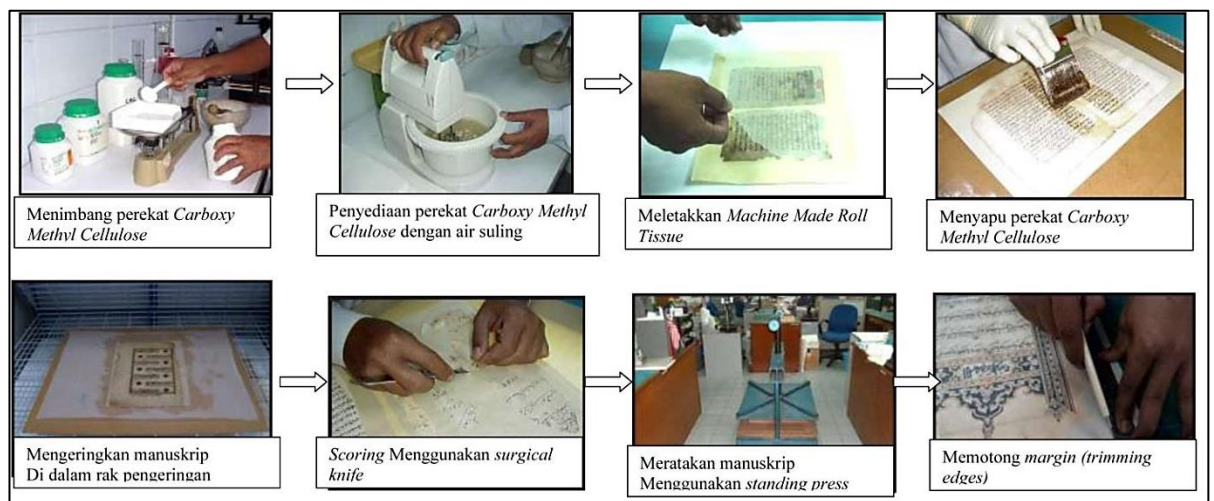 Menimbang perekat Carboxy
Methyl Cellulose
Penyediaan perekat Carboxy Methyl
Cellulose dengan air suling
Meletakkan Machine Made Roll
Tissue
Menyapu perekat Carboxy
Methyl Cellulose
Mengeringkan manuskrip
Di dalam rak pengeringan
Scoring Menggunakan surgical
knife
Meratakan manuskrip
Menggunakan standing press
Memotong margin (trimming
edges)